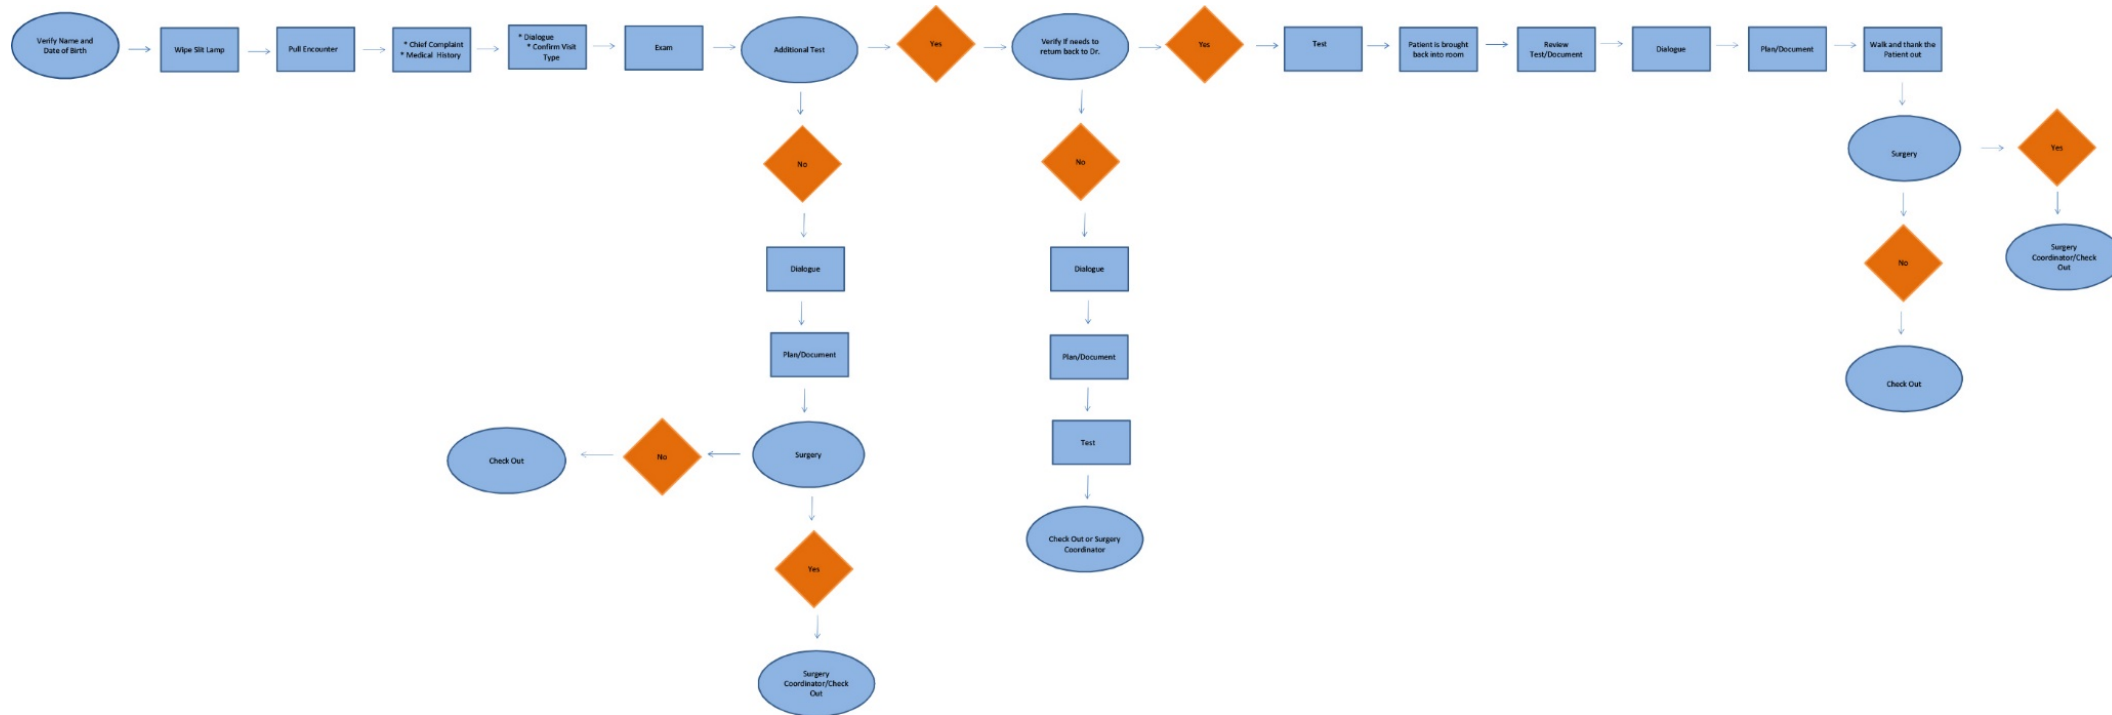 Verify Name and
Date of Birth
Wipe Slit Lamp
Pull Encounter
* Chief Complaint
* Medical History
* Dialogue
* Confirm Visit
Type
Exam
Additional Test
Yes
Verify If needs to
return back to Dr.
Yes
Test
Patient is brought
back into room
Review
Test/Document
Dialogue
Plan/Document
Walk and thank the
Patient out
No
Dialogue
Plan/Document
Surgery
No
Check Out
Yes
Surgery
Coordinator/Check
Out
No
Dialogue
Plan/Document
Test
Check Out or Surgery
Coordinator
Surgery
Yes
Surgery
Coordinator/Check
Out
No
Check Out